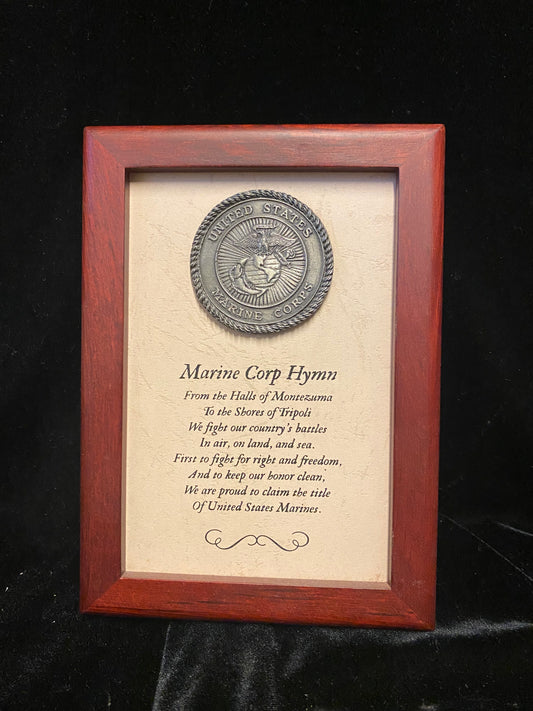 UNITED STATES
MARINE CORPS
Marine Corp Hymn
From the Halls of Montezuma
To the Shores of Tripoli
We fight our country's battles
In air, on land, and sea.
First to fight for right and freedom,
And to keep our honor clean,
We are proud to claim the title
Of United States Marines.